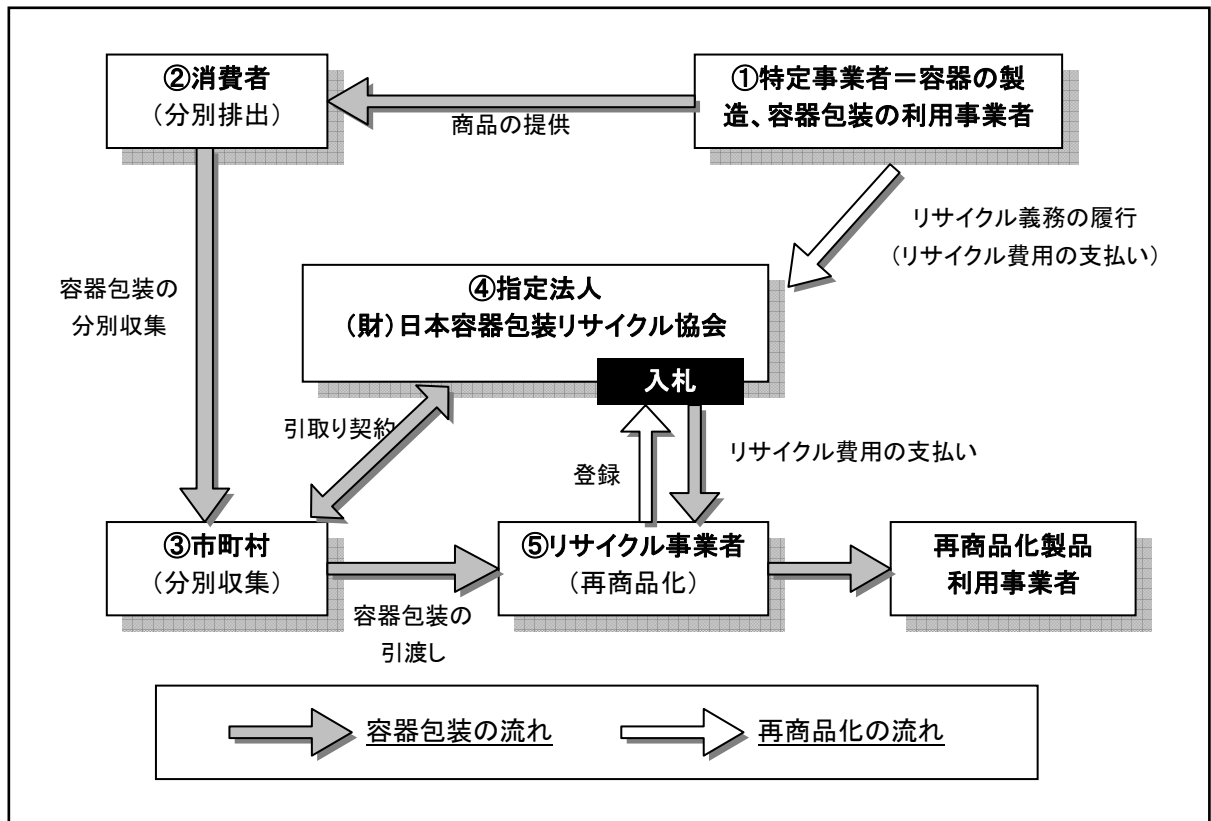 ②消費者
（分別排出）
①特定事業者＝容器の製
造、容器包装の利用事業者
商品の提供
リサイクル義務の履行
（リサイクル費用の支払い）
容器包装の
分別収集
④指定法人
（財）日本容器包装リサイクル協会
入札
引取り契約
登録
リサイクル費用の支払い
③市町村
（分別収集）
⑤リサイクル事業者
（再商品化）
再商品化製品
利用事業者
容器包装の
引渡し
容器包装の流れ
再商品化の流れ